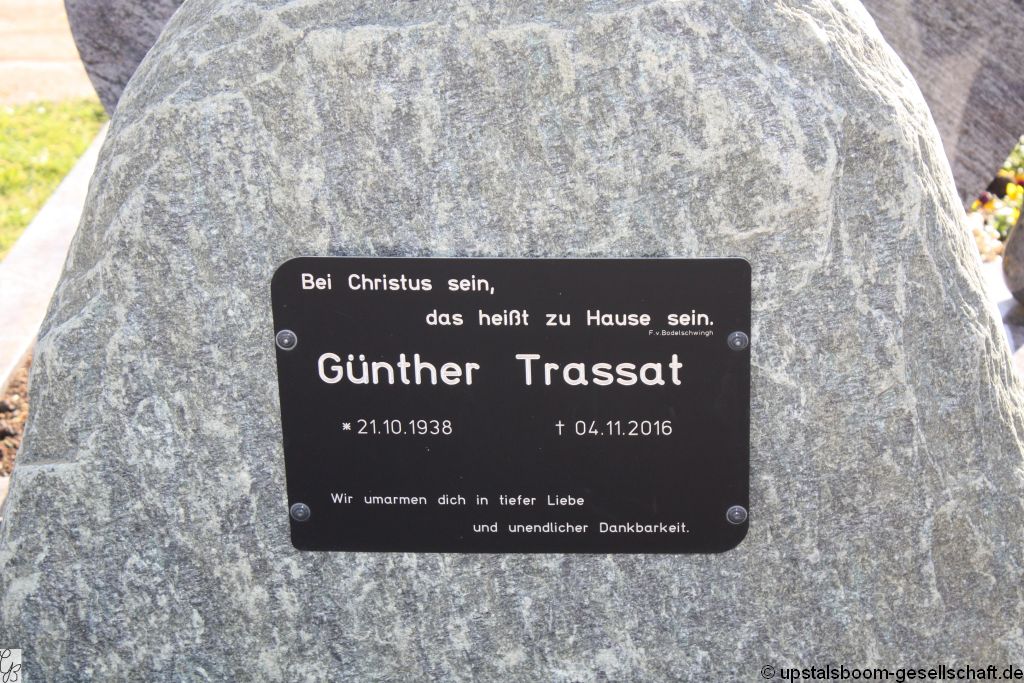 Bei Christus sein,
das heißt zu Hause sein.
F.v.Bodelschwingh
Günther Trassat
* 21.10.1938 † 04.11.2016
Wir umarmen dich in tiefer Liebe
und unendlicher Dankbarkeit.
© upstalsboom-gesellschaft.de